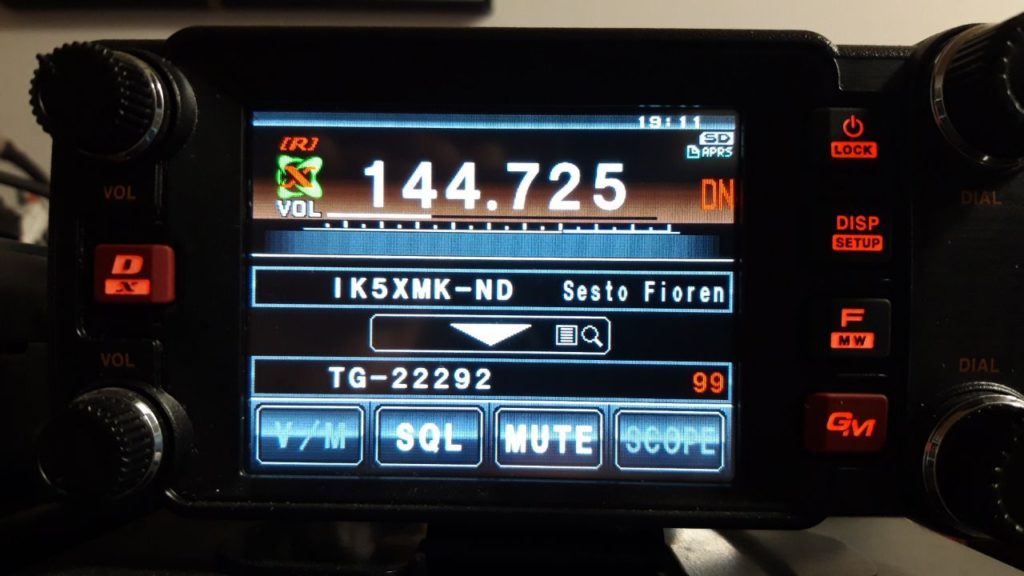 19:11
[R]
SD
APRS
X
VOL
144.725
DN
IK5XMK-ND Sesto Fioren
TG-22292 99
V/M SQL MUTE SCOPE
VOL
D
X
VOL
LOCK
DISP
SETUP
F
MW
GM
DIAL
DIAL